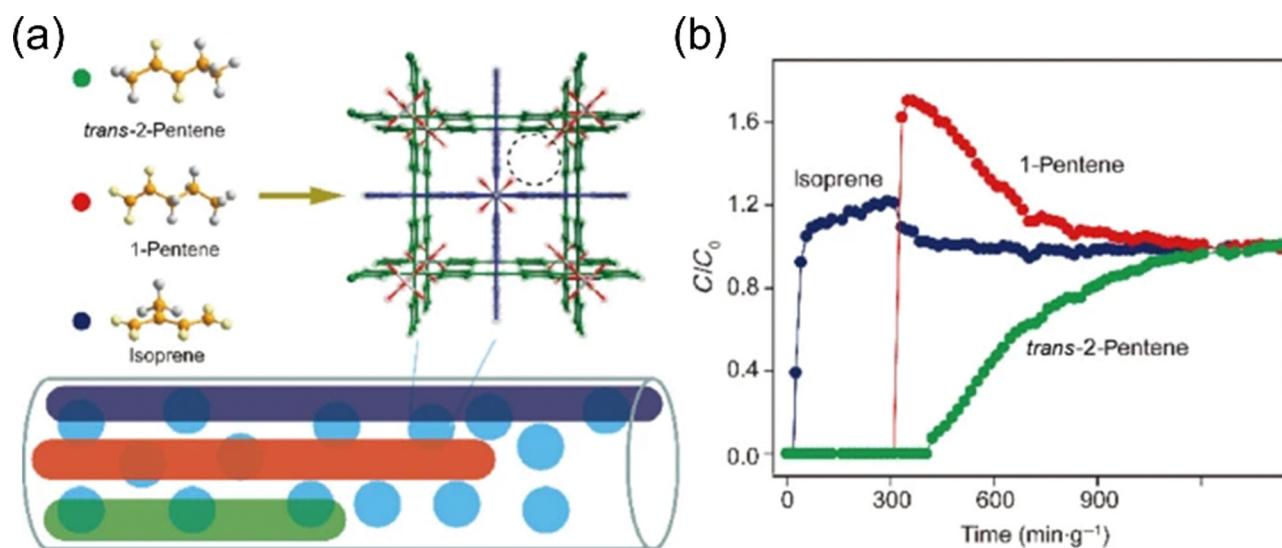 (a)
trans-2-Pentene
1-Pentene
Isoprene
(b)
C/C₀
1.6
1.2
0.8
0.4
0.0
Isoprene
1-Pentene
trans-2-Pentene
0 300 600 900
Time (min·g⁻¹)